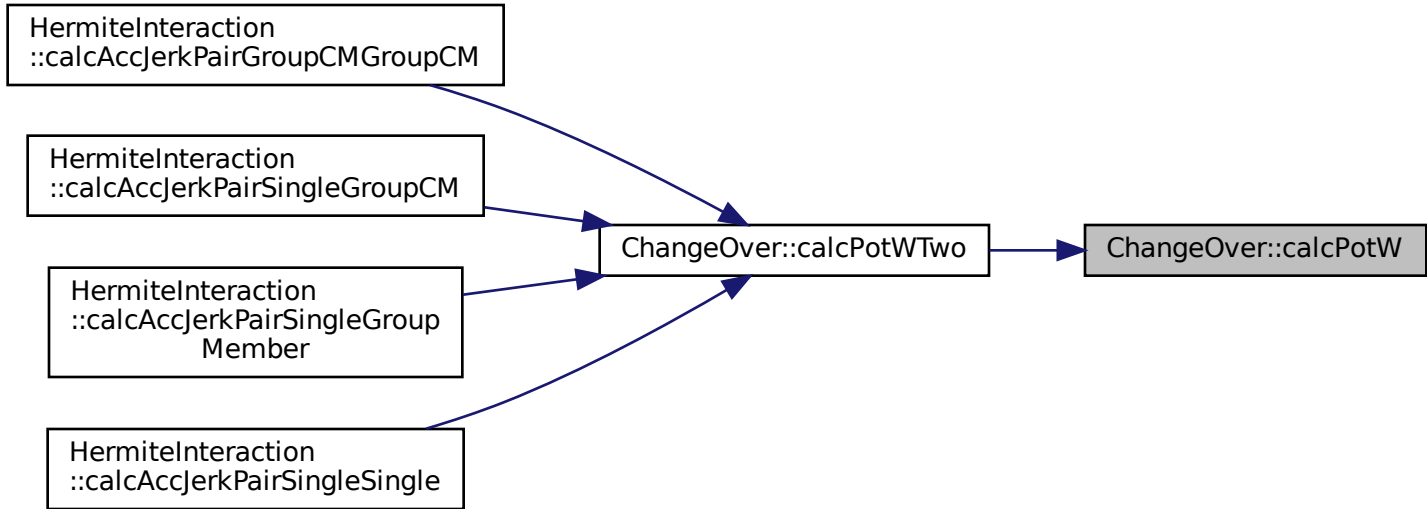 HermiteInteraction
::calcAccJerkPairGroupCMGroupCM
HermiteInteraction
::calcAccJerkPairSingleGroupCM
HermiteInteraction
::calcAccJerkPairSingleGroup
Member
HermiteInteraction
::calcAccJerkPairSingleSingle
ChangeOver::calcPotWTwo
ChangeOver::calcPotW